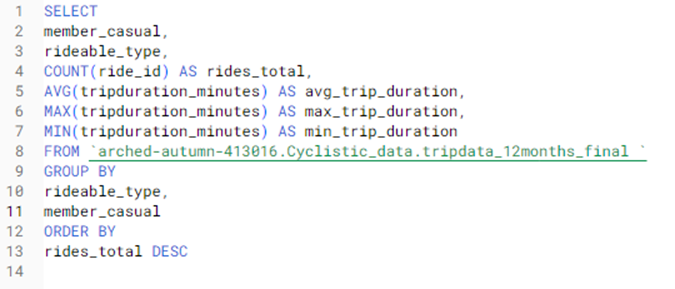 1 SELECT
2 member_casual,
3 rideable_type,
4 COUNT(ride_id) AS rides_total,
5 AVG(tripduration_minutes) AS avg_trip_duration,
6 MAX(tripduration_minutes) AS max_trip_duration,
7 MIN(tripduration_minutes) AS min_trip_duration
8 FROM `arched-autumn-413016.Cyclistic_data.tripdata_12months_final `
9 GROUP BY
10 rideable_type,
11 member_casual
12 ORDER BY
13 rides_total DESC
14